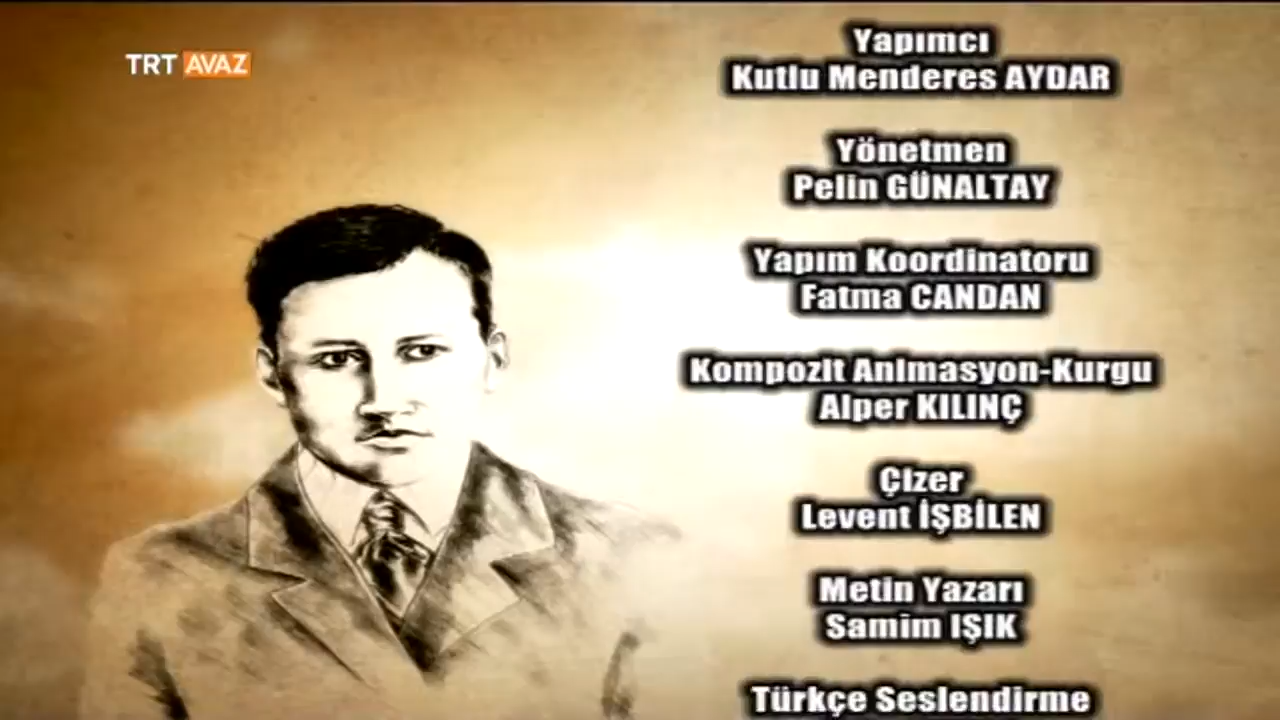 TRT AVAZ
Yapımcı
Kutlu Menderes AYDAR
Yönetmen
Pelin GÜNALTAY
Yapım Koordinatoru
Fatma CANDAN
Kompozit Animasyon-Kurgu
Alper KILINÇ
Çizer
Levent İŞBİLEN
Metin Yazarı
Samim IŞIK
Türkçe Seslendirme